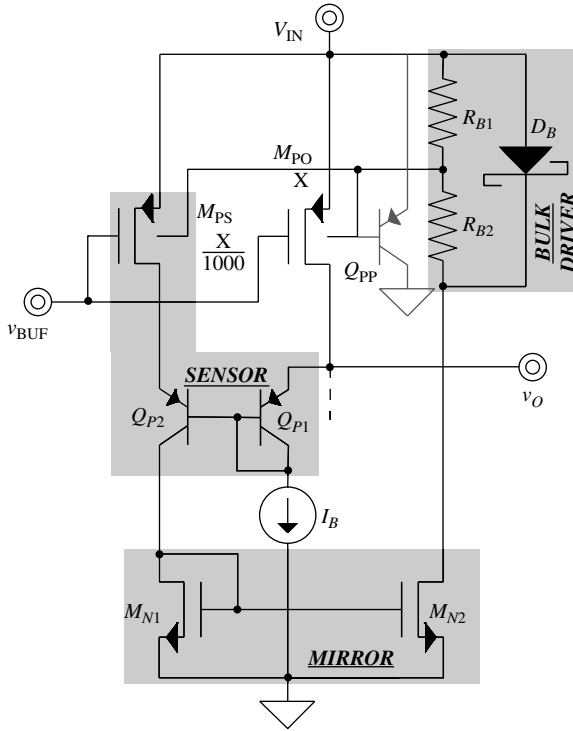 V_IN
R_B1
D_B
M_PO
X
M_PS
X
1000
R_B2
BULK
DRIVER
Q_PP
v_BUF
SENSOR
v_O
Q_P2
Q_P1
I_B
M_N1
M_N2
MIRROR